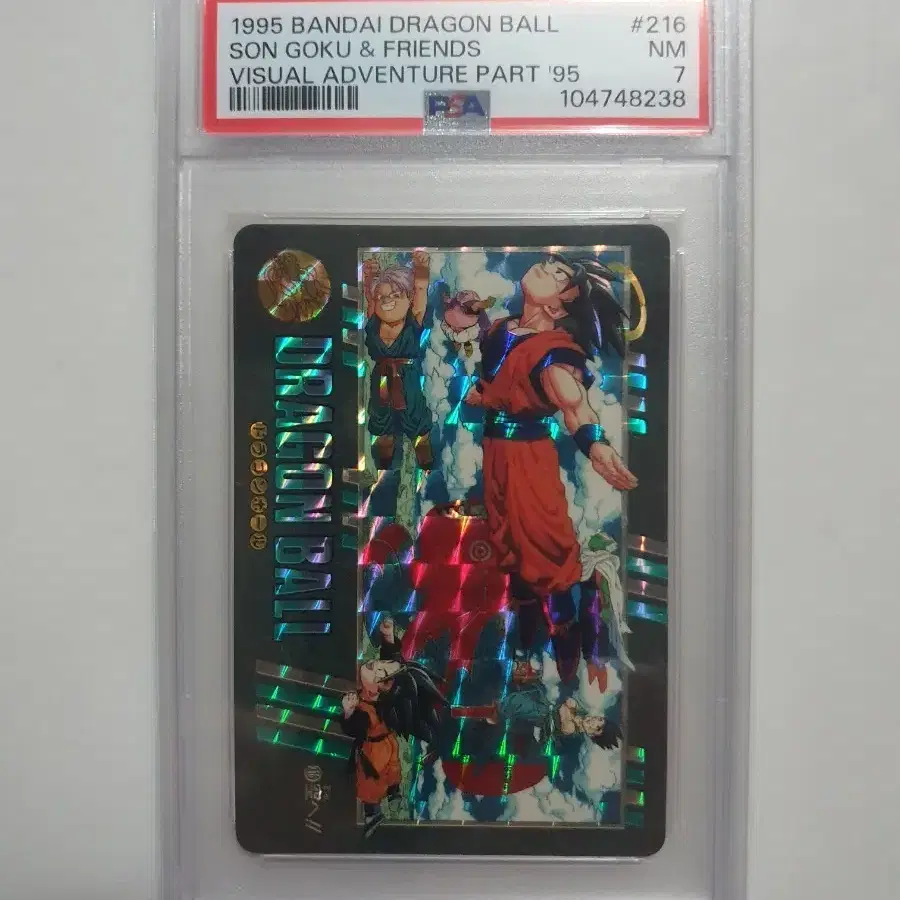 1995 BANDAI DRAGON BALL #216
SON GOKU & FRIENDS NM
VISUAL ADVENTURE PART '95 7
PSA 104748238
DRAGON BALL